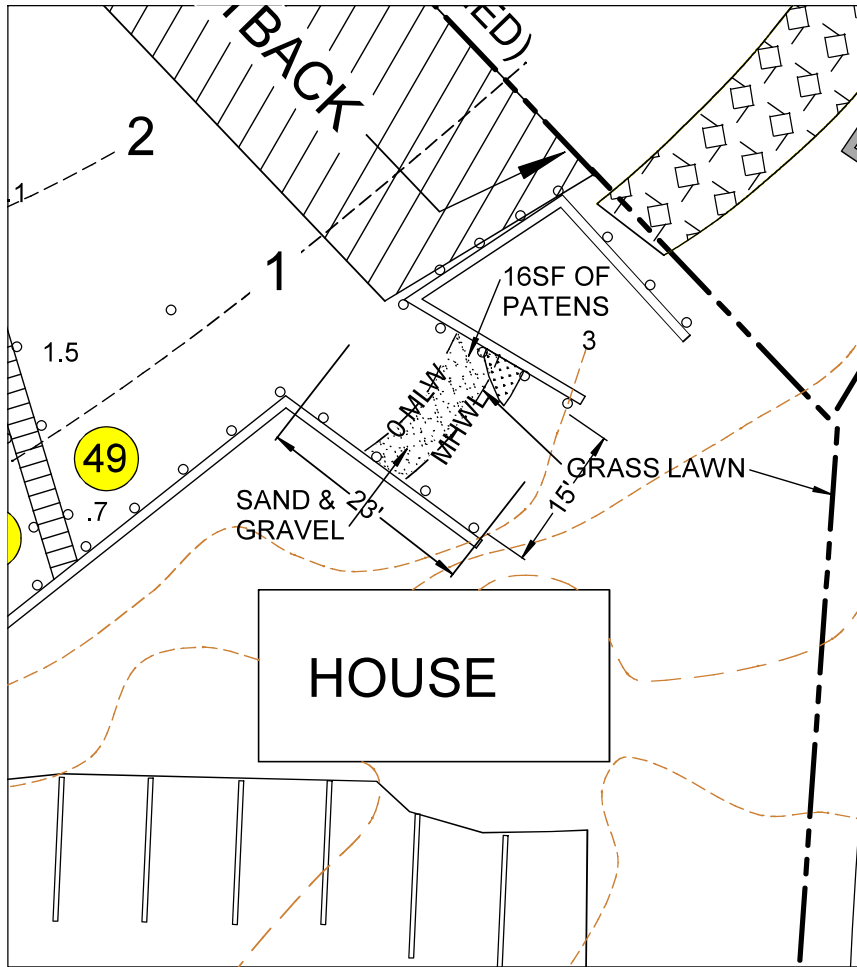 TBACK
ED)
2
.1
1
16SF OF
PATENS
3
1.5
0 MLW
MHWL
49
GRASS LAWN
SAND &
GRAVEL
23'
15'
.7
HOUSE